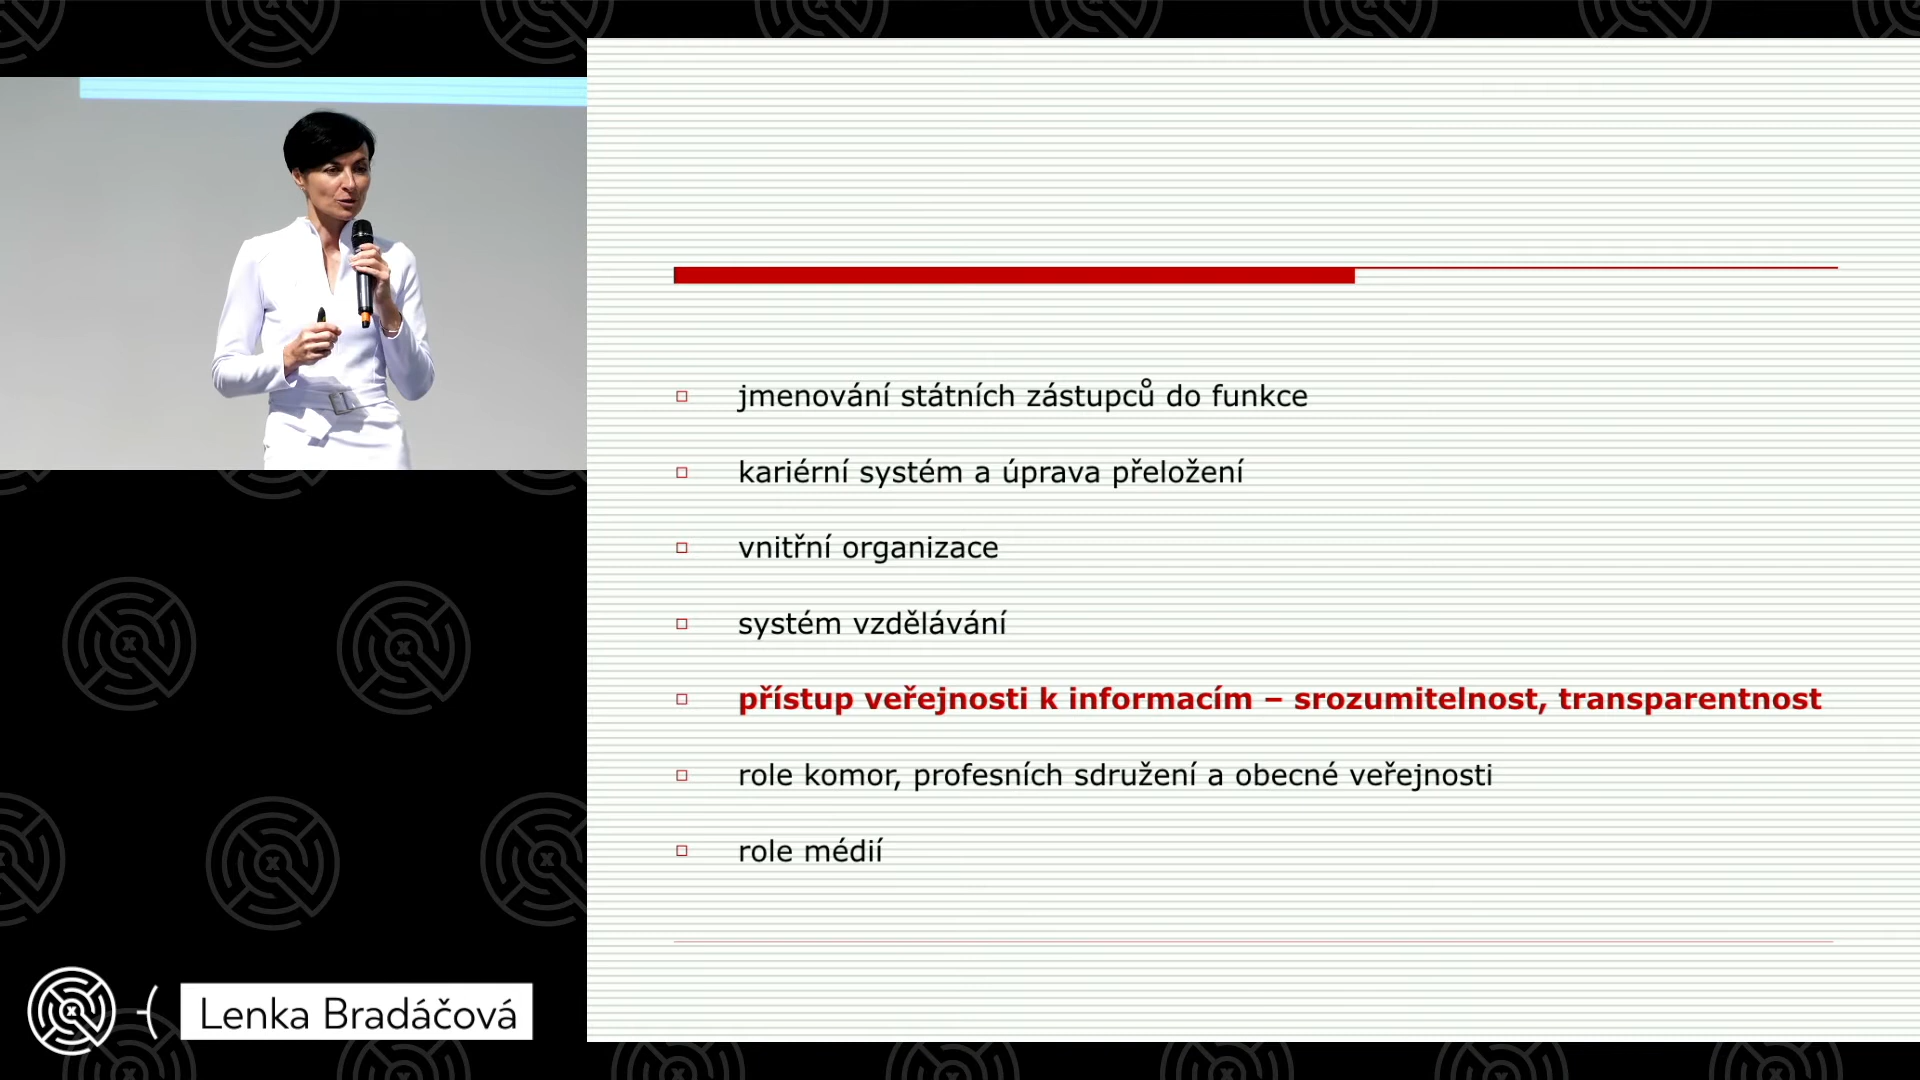 jmenování státních zástupců do funkce
kariérní systém a úprava přeložení
vnitřní organizace
systém vzdělávání
přístup veřejnosti k informacím – srozumitelnost, transparentnost
role komor, profesních sdružení a obecné veřejnosti
role médií
Lenka Bradáčová